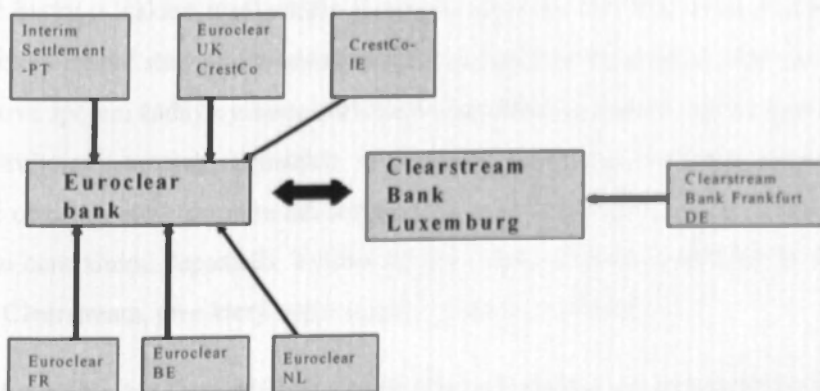 Interim
Settlement
-PT
Euroclear
UK
CrestCo
CrestCo-
IE
Euroclear
bank
Clearstream
Bank
Luxemburg
Clearstream
Bank Frankfurt
DE
Euroclear
FR
Euroclear
BE
Euroclear
NL